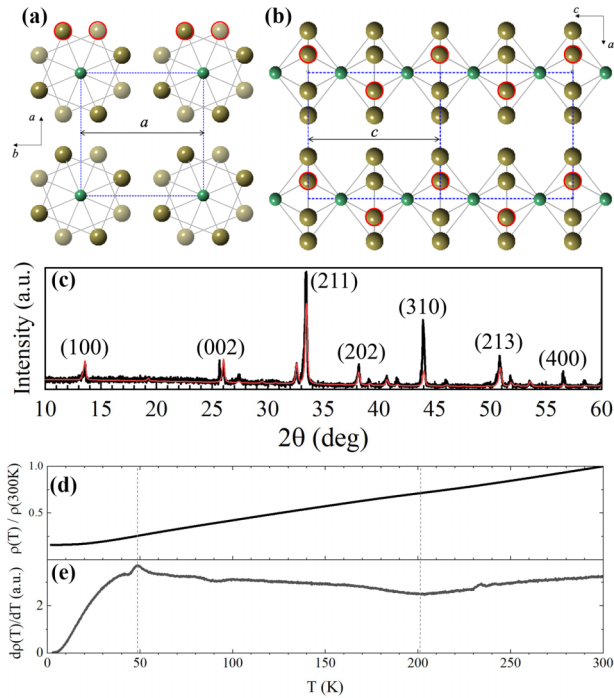 (a)
a
b
a
(b)
c
a
c
(c)
Intensity (a.u.)
(100)
(002)
(211)
(202)
(310)
(213)
(400)
10 15 20 25 30 35 40 45 50 55 60
2θ (deg)
(d)
ρ(T) / ρ(300K)
1.0
0.5
(e)
dρ(T)/dT (a.u.)
2
0
0 50 100 150 200 250 300
T (K)